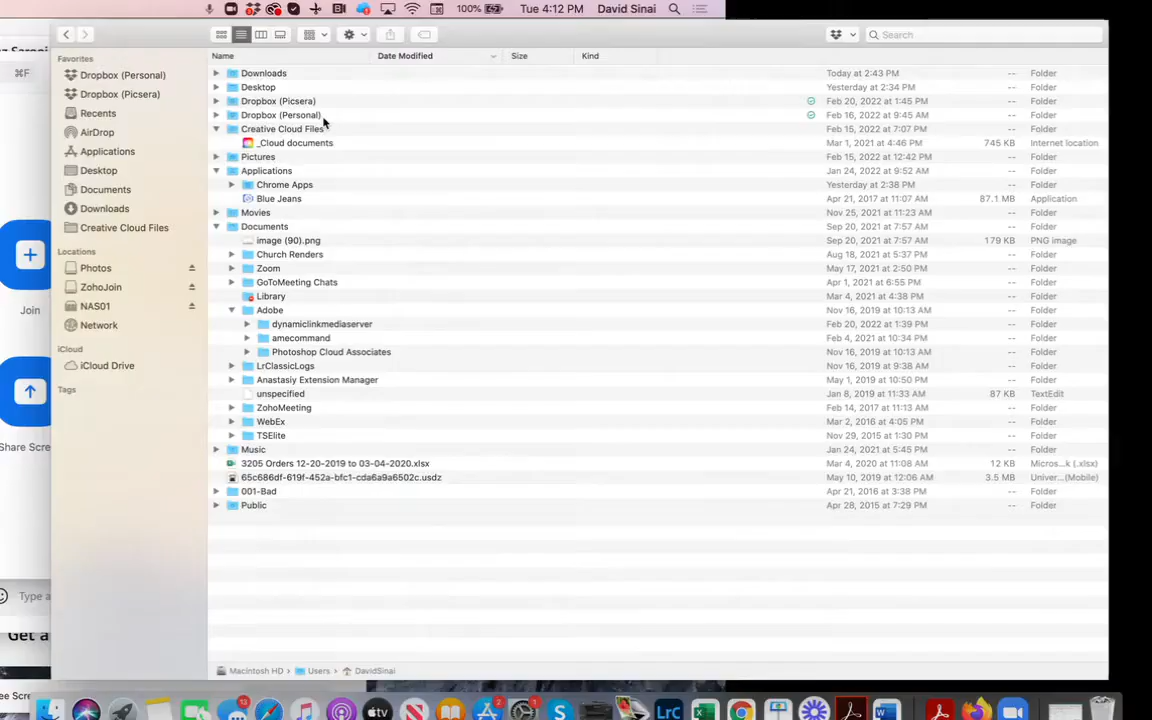 100% Tue 4:12 PM David Sinai
⌘F
Search
Name Date Modified Size Kind
Favorites
Dropbox (Personal)
Dropbox (Picsera)
Recents
AirDrop
Applications
Desktop
Documents
Downloads
Creative Cloud Files
Locations
Photos
ZohoJoin
NAS01
Network
iCloud
iCloud Drive
Tags
Downloads Today at 2:43 PM -- Folder
Desktop Yesterday at 2:34 PM -- Folder
Dropbox (Picsera) Feb 20, 2022 at 1:45 PM -- Folder
Dropbox (Personal) Feb 16, 2022 at 9:45 AM -- Folder
Creative Cloud Files Feb 15, 2022 at 7:07 PM -- Folder
_Cloud documents Mar 1, 2021 at 4:46 PM 745 KB Internet location
Pictures Feb 15, 2022 at 12:42 PM -- Folder
Applications Jan 24, 2022 at 9:52 AM -- Folder
Chrome Apps Yesterday at 2:38 PM -- Folder
Blue Jeans Apr 21, 2017 at 11:07 AM 87.1 MB Application
Movies Nov 25, 2021 at 11:23 AM -- Folder
Documents Sep 20, 2021 at 7:57 AM -- Folder
image (90).png Sep 20, 2021 at 7:57 AM 179 KB PNG image
Church Renders Aug 18, 2021 at 5:37 PM -- Folder
Zoom May 17, 2021 at 2:50 PM -- Folder
GoToMeeting Chats Apr 1, 2021 at 6:55 PM -- Folder
Library Mar 4, 2021 at 4:38 PM -- Folder
Adobe Nov 16, 2019 at 10:13 AM -- Folder
dynamiclinkmediaserver Feb 20, 2022 at 1:39 PM -- Folder
amecommand Feb 4, 2021 at 10:34 PM -- Folder
Photoshop Cloud Associates Nov 16, 2019 at 10:13 AM -- Folder
LrClassicLogs Nov 16, 2019 at 9:38 AM -- Folder
Anastasiy Extension Manager May 1, 2019 at 10:50 PM -- Folder
unspecified Jan 8, 2019 at 11:33 AM 87 KB TextEdit
ZohoMeeting Feb 14, 2017 at 11:13 AM -- Folder
WebEx Mar 2, 2016 at 4:05 PM -- Folder
TSElite Nov 29, 2015 at 1:30 PM -- Folder
Music Jan 24, 2021 at 5:45 PM -- Folder
3205 Orders 12-20-2019 to 03-04-2020.xlsx Mar 4, 2020 at 11:08 AM 12 KB Micros...k (.xlsx)
65c686df-619f-452a-bfc1-cda6a9a6502c.usdz May 10, 2019 at 12:06 AM 3.5 MB Univer...(Mobile)
001-Bad Apr 21, 2016 at 3:38 PM -- Folder
Public Apr 28, 2015 at 7:29 PM -- Folder
Macintosh HD › Users › DavidSinai
Join
Share Scre
Type a
Get a
ee Scre
13
2
1
LrC